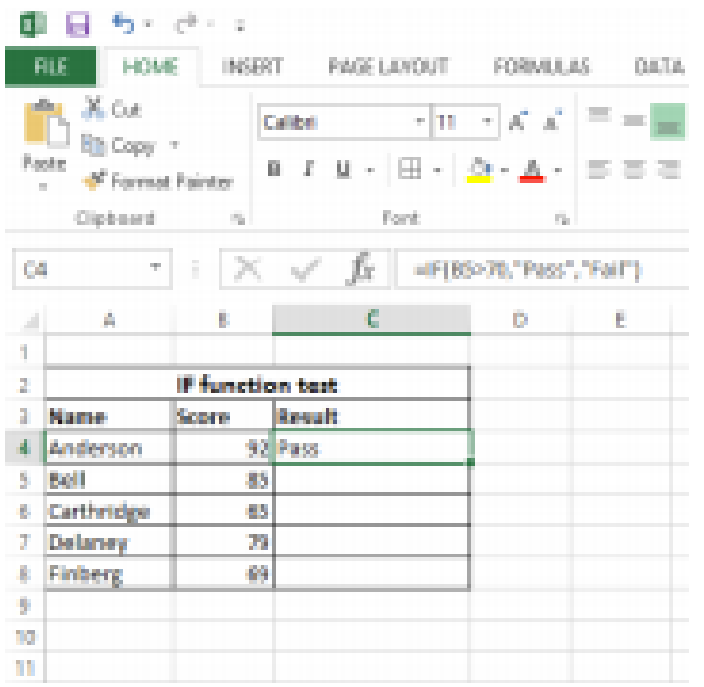 FILE HOME INSERT PAGE LAYOUT FORMULAS DATA
Cut
Copy
Paste
Format Painter
Calibri 11
B I U A
Clipboard Font
C4 fx =IF(B5>70,"Pass","Fail")
A B C D E
1
2 IF function test
3 Name Score Result
4 Anderson 92 Pass
5 Bell 85
6 Carthridge 65
7 Delaney 79
8 Finberg 69
9
10
11